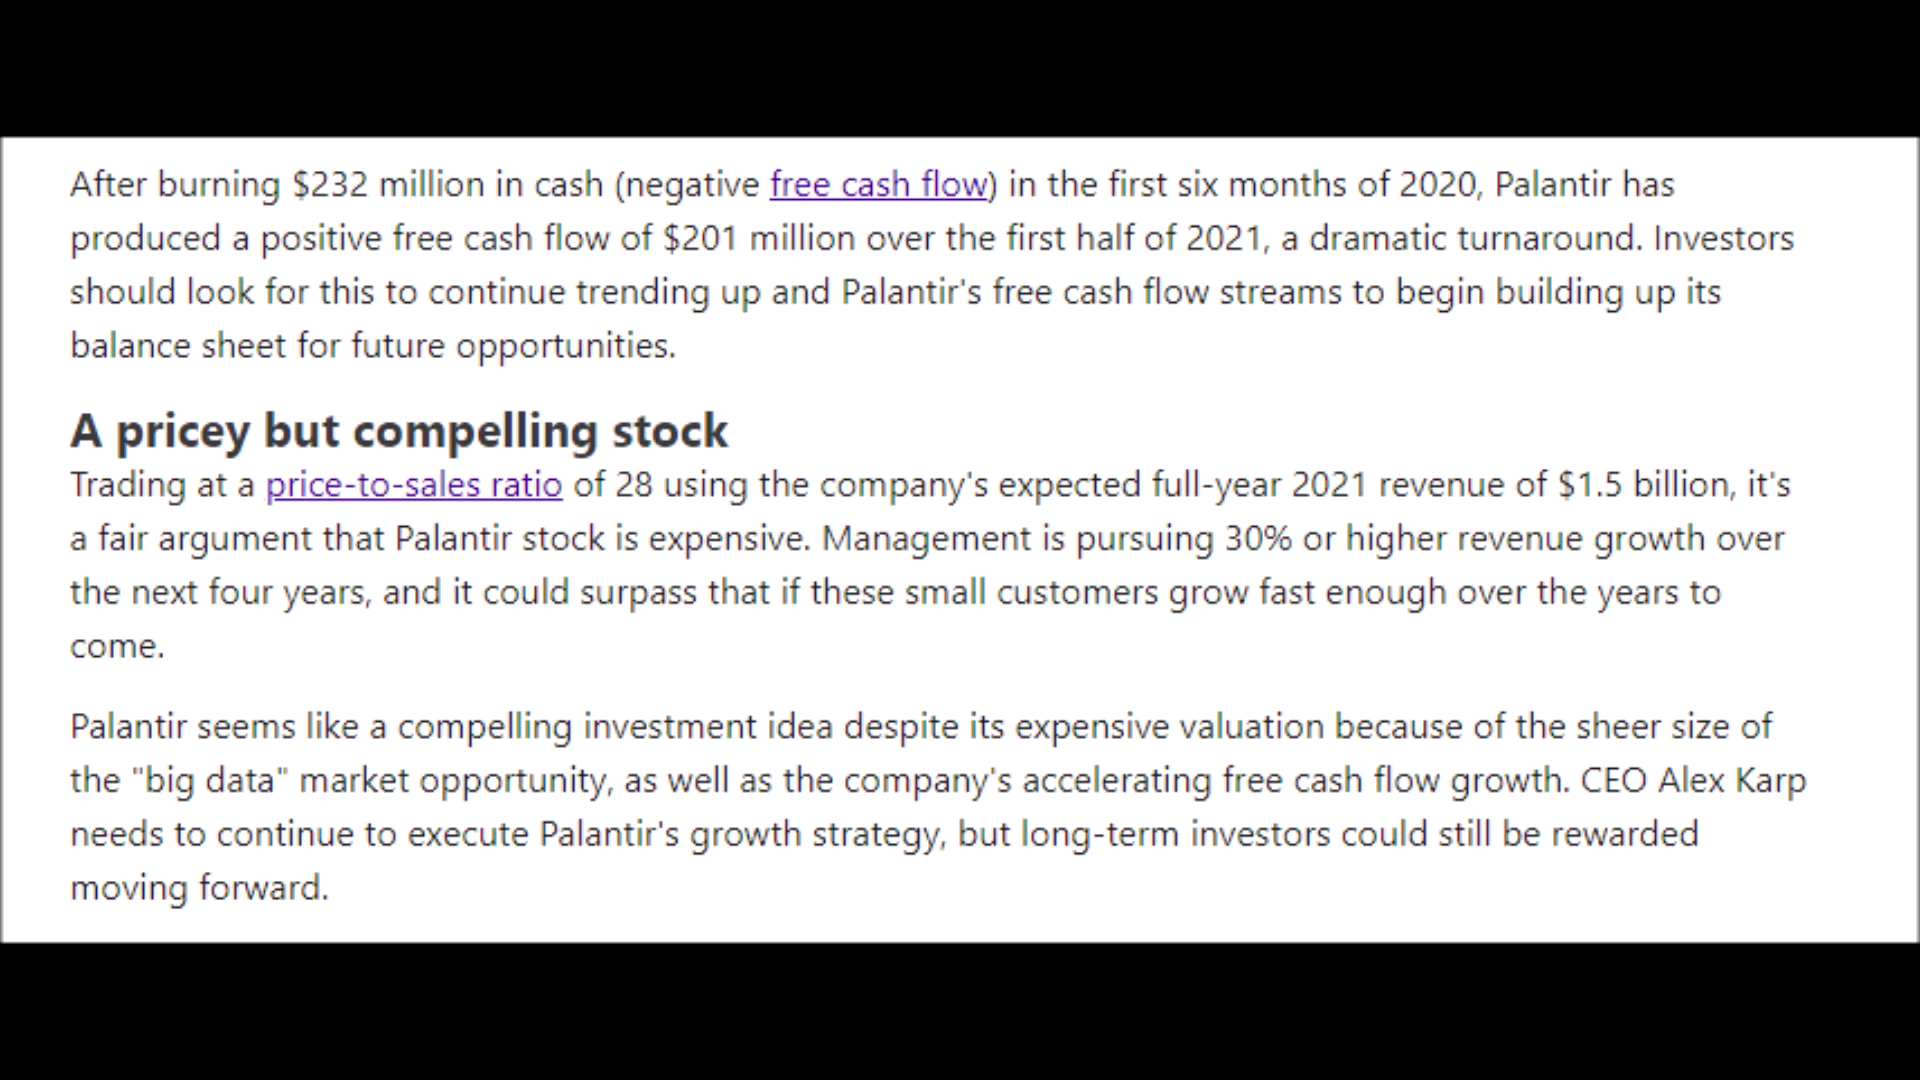 After burning $232 million in cash (negative free cash flow) in the first six months of 2020, Palantir has
produced a positive free cash flow of $201 million over the first half of 2021, a dramatic turnaround. Investors
should look for this to continue trending up and Palantir's free cash flow streams to begin building up its
balance sheet for future opportunities.
A pricey but compelling stock
Trading at a price-to-sales ratio of 28 using the company's expected full-year 2021 revenue of $1.5 billion, it's
a fair argument that Palantir stock is expensive. Management is pursuing 30% or higher revenue growth over
the next four years, and it could surpass that if these small customers grow fast enough over the years to
come.
Palantir seems like a compelling investment idea despite its expensive valuation because of the sheer size of
the "big data" market opportunity, as well as the company's accelerating free cash flow growth. CEO Alex Karp
needs to continue to execute Palantir's growth strategy, but long-term investors could still be rewarded
moving forward.